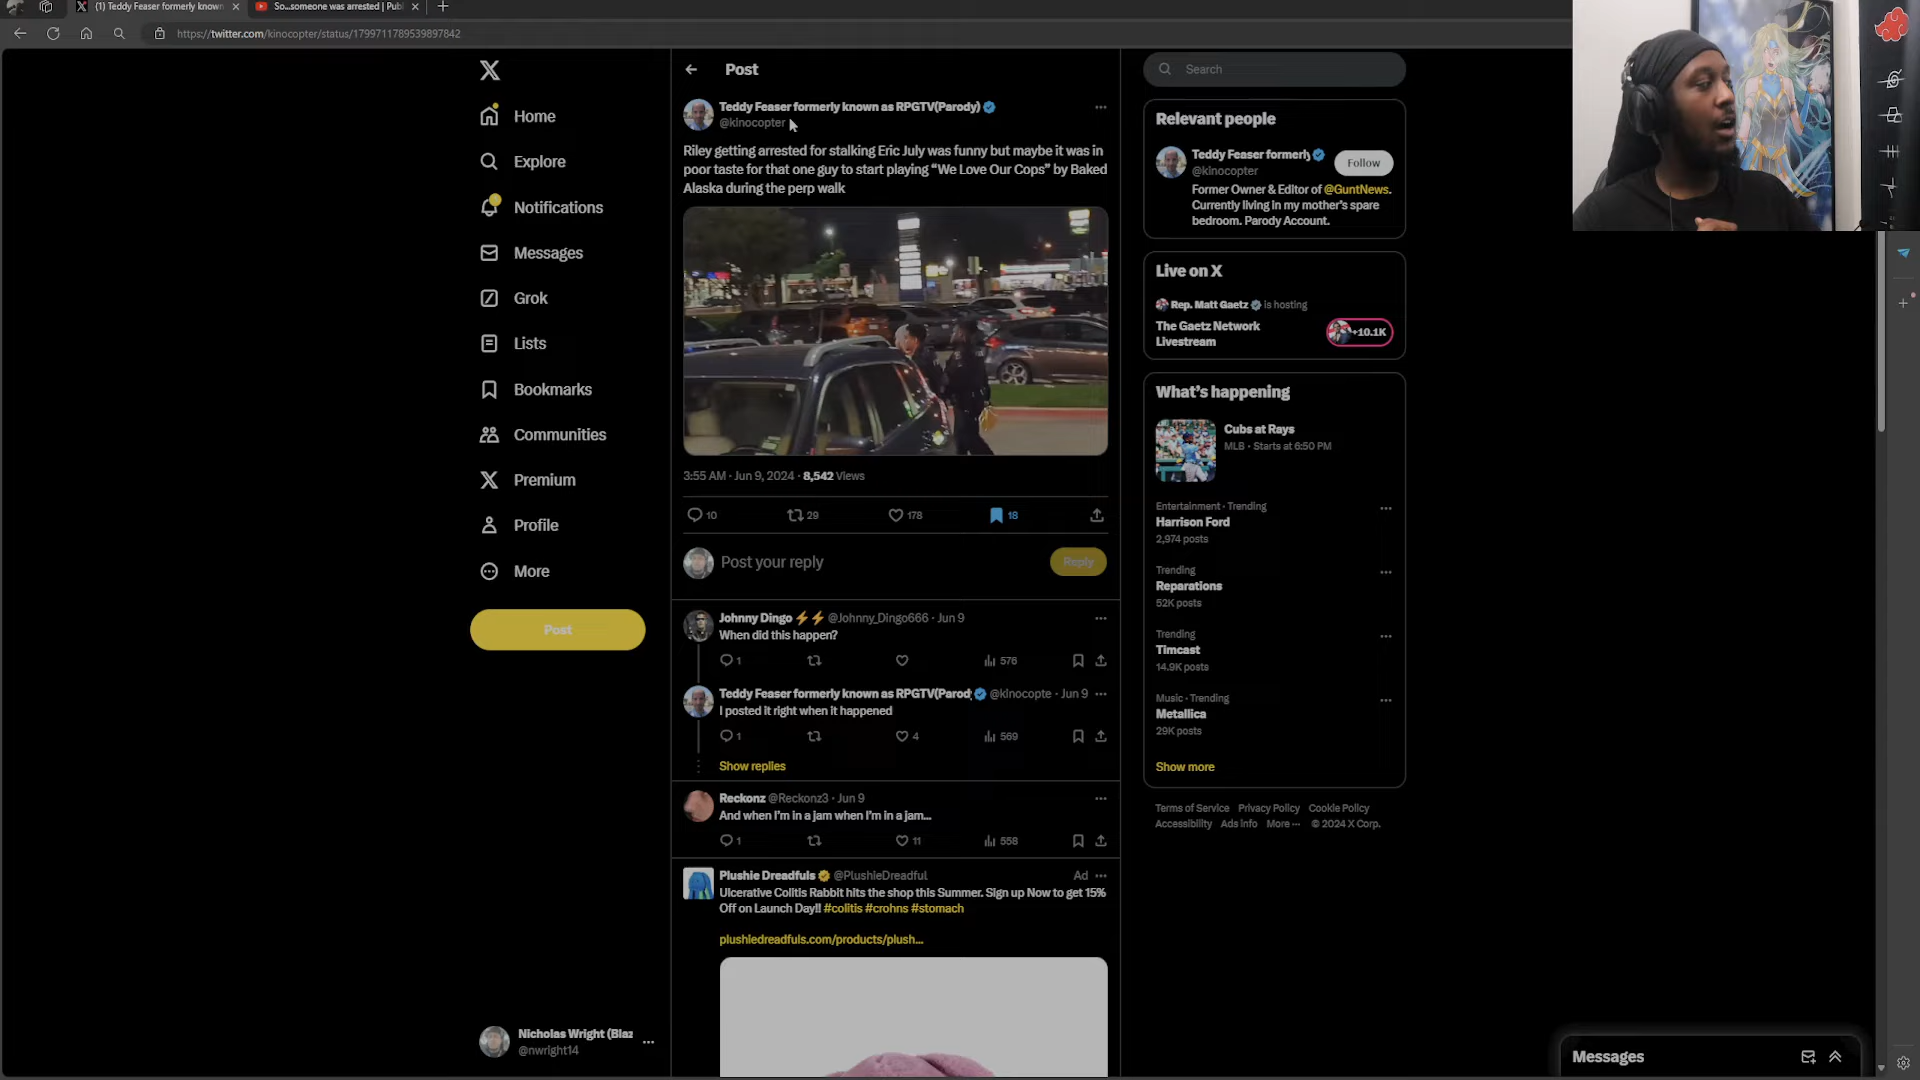 (1) Teddy Feaser formerly known
So...someone was arrested | Publ
https://twitter.com/kinocopter/status/1799711789539897842
Home
Explore
Notifications
Messages
Grok
Lists
Bookmarks
Communities
Premium
Profile
More
Post
Nicholas Wright (Blaz
@nwright14
Post
Teddy Feaser formerly known as RPGTV(Parody)
@kinocopter
Riley getting arrested for stalking Eric July was funny but maybe it was in
poor taste for that one guy to start playing “We Love Our Cops” by Baked
Alaska during the perp walk
3:55 AM · Jun 9, 2024 · 8,542 Views
10 29 178 18
Post your reply
Reply
Johnny Dingo ⚡⚡ @Johnny_Dingo666 · Jun 9
When did this happen?
1 576
Teddy Feaser formerly known as RPGTV(Parod @kinocopte · Jun 9
I posted it right when it happened
1 4 569
Show replies
Reckonz @Reckonz3 · Jun 9
And when I’m in a jam when I’m in a jam...
1 11 558
Plushie Dreadfuls @PlushieDreadful Ad
Ulcerative Colitis Rabbit hits the shop this Summer. Sign up Now to get 15%
Off on Launch Day!! #colitis #crohns #stomach
plushiedreadfuls.com/products/plush...
Search
Relevant people
Teddy Feaser formerl
@kinocopter
Follow
Former Owner & Editor of @GuntNews.
Currently living in my mother’s spare
bedroom. Parody Account.
Live on X
Rep. Matt Gaetz is hosting
The Gaetz Network
Livestream
+10.1K
What’s happening
Cubs at Rays
MLB · Starts at 6:50 PM
Entertainment · Trending
Harrison Ford
2,974 posts
Trending
Reparations
52K posts
Trending
Timcast
14.9K posts
Music · Trending
Metallica
29K posts
Show more
Terms of Service Privacy Policy Cookie Policy
Accessibility Ads info More ··· © 2024 X Corp.
Messages